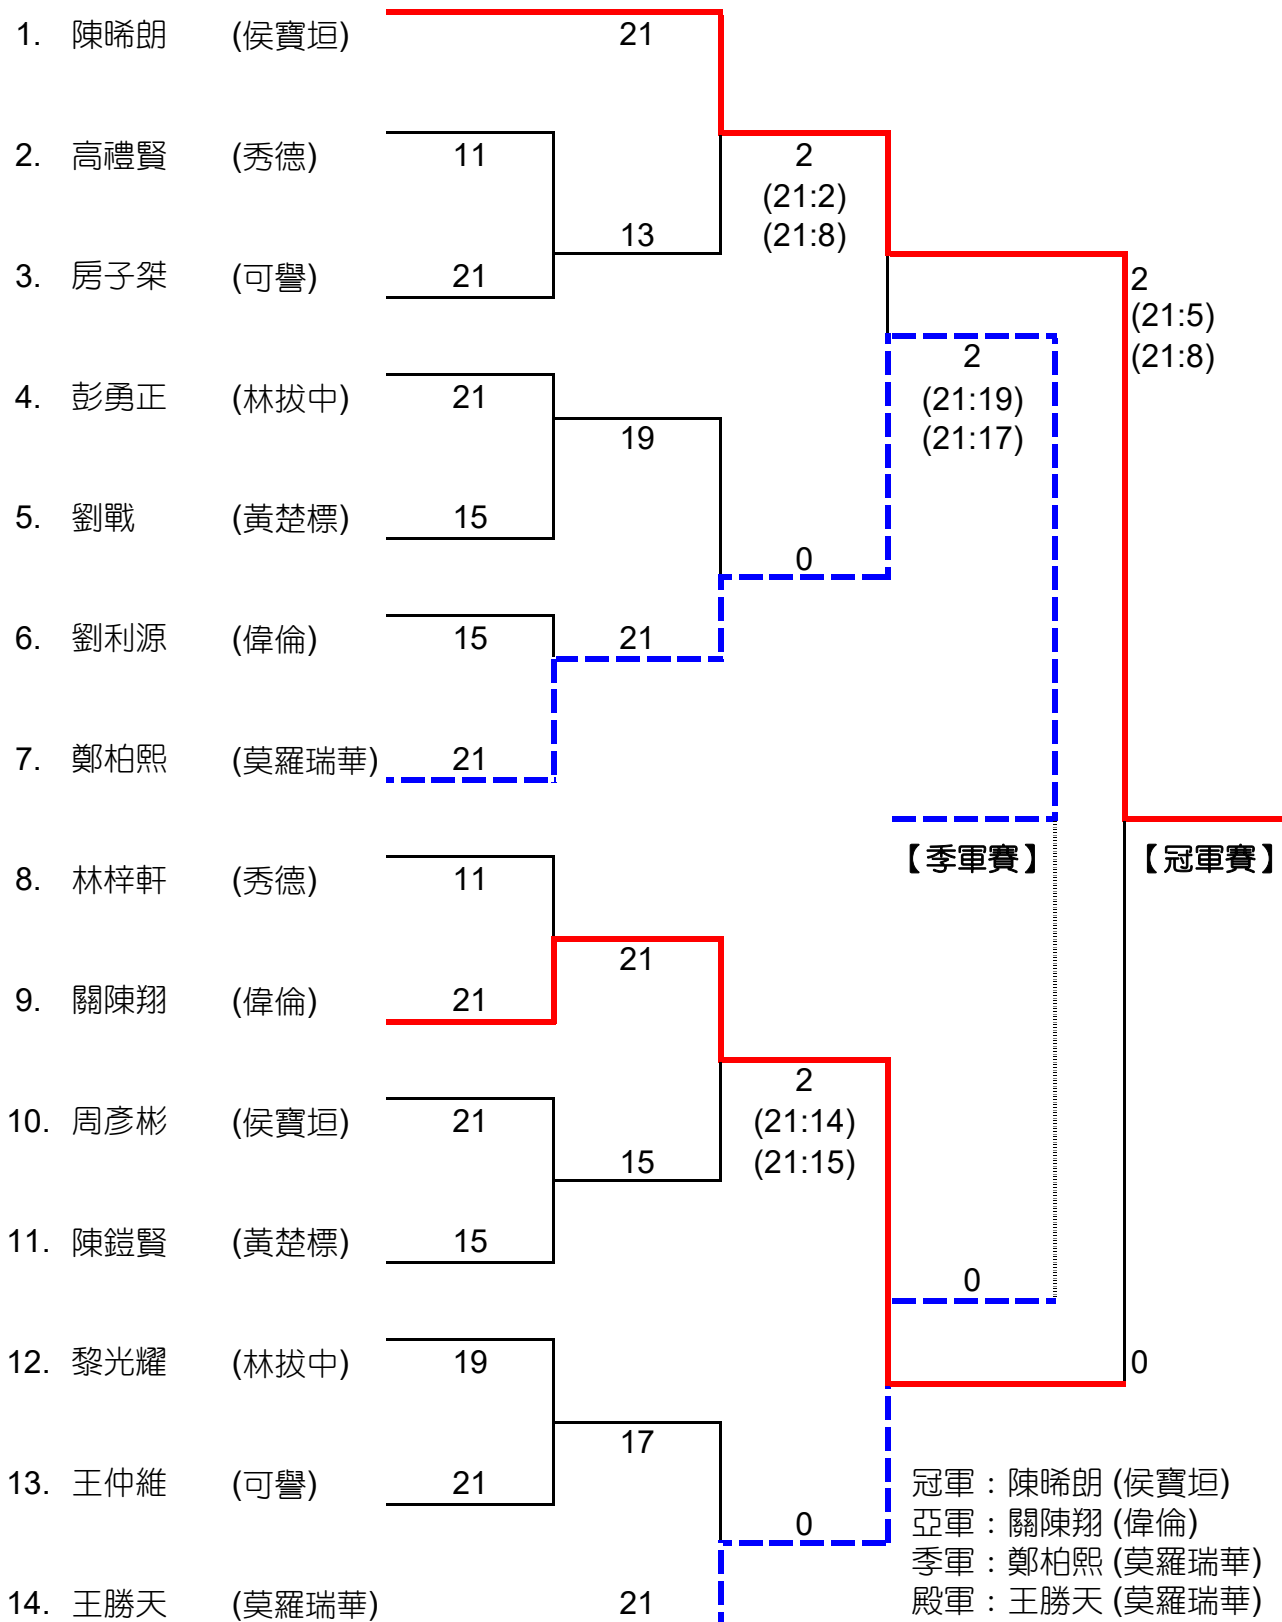 1. 陳晞朗 (侯寶垣) 21
2. 高禮賢 (秀德) 11
2
(21:2)
13 (21:8)
3. 房子桀 (可譽) 21
2
(21:5)
(21:8)
2
4. 彭勇正 (林拔中) 21
(21:19)
19 (21:17)
5. 劉戰 (黃楚標) 15
0
6. 劉利源 (偉倫) 15 21
7. 鄭柏熙 (莫羅瑞華) 21
【季軍賽】 【冠軍賽】
8. 林梓軒 (秀德) 11
21
9. 關陳翔 (偉倫) 21
2
10. 周彥彬 (侯寶垣) 21 (21:14)
15 (21:15)
11. 陳鎧賢 (黃楚標) 15
0
12. 黎光耀 (林拔中) 19 0
17
13. 王仲維 (可譽) 21
0
14. 王勝天 (莫羅瑞華) 21
冠軍：陳晞朗 (侯寶垣)
亞軍：關陳翔 (偉倫)
季軍：鄭柏熙 (莫羅瑞華)
殿軍：王勝天 (莫羅瑞華)